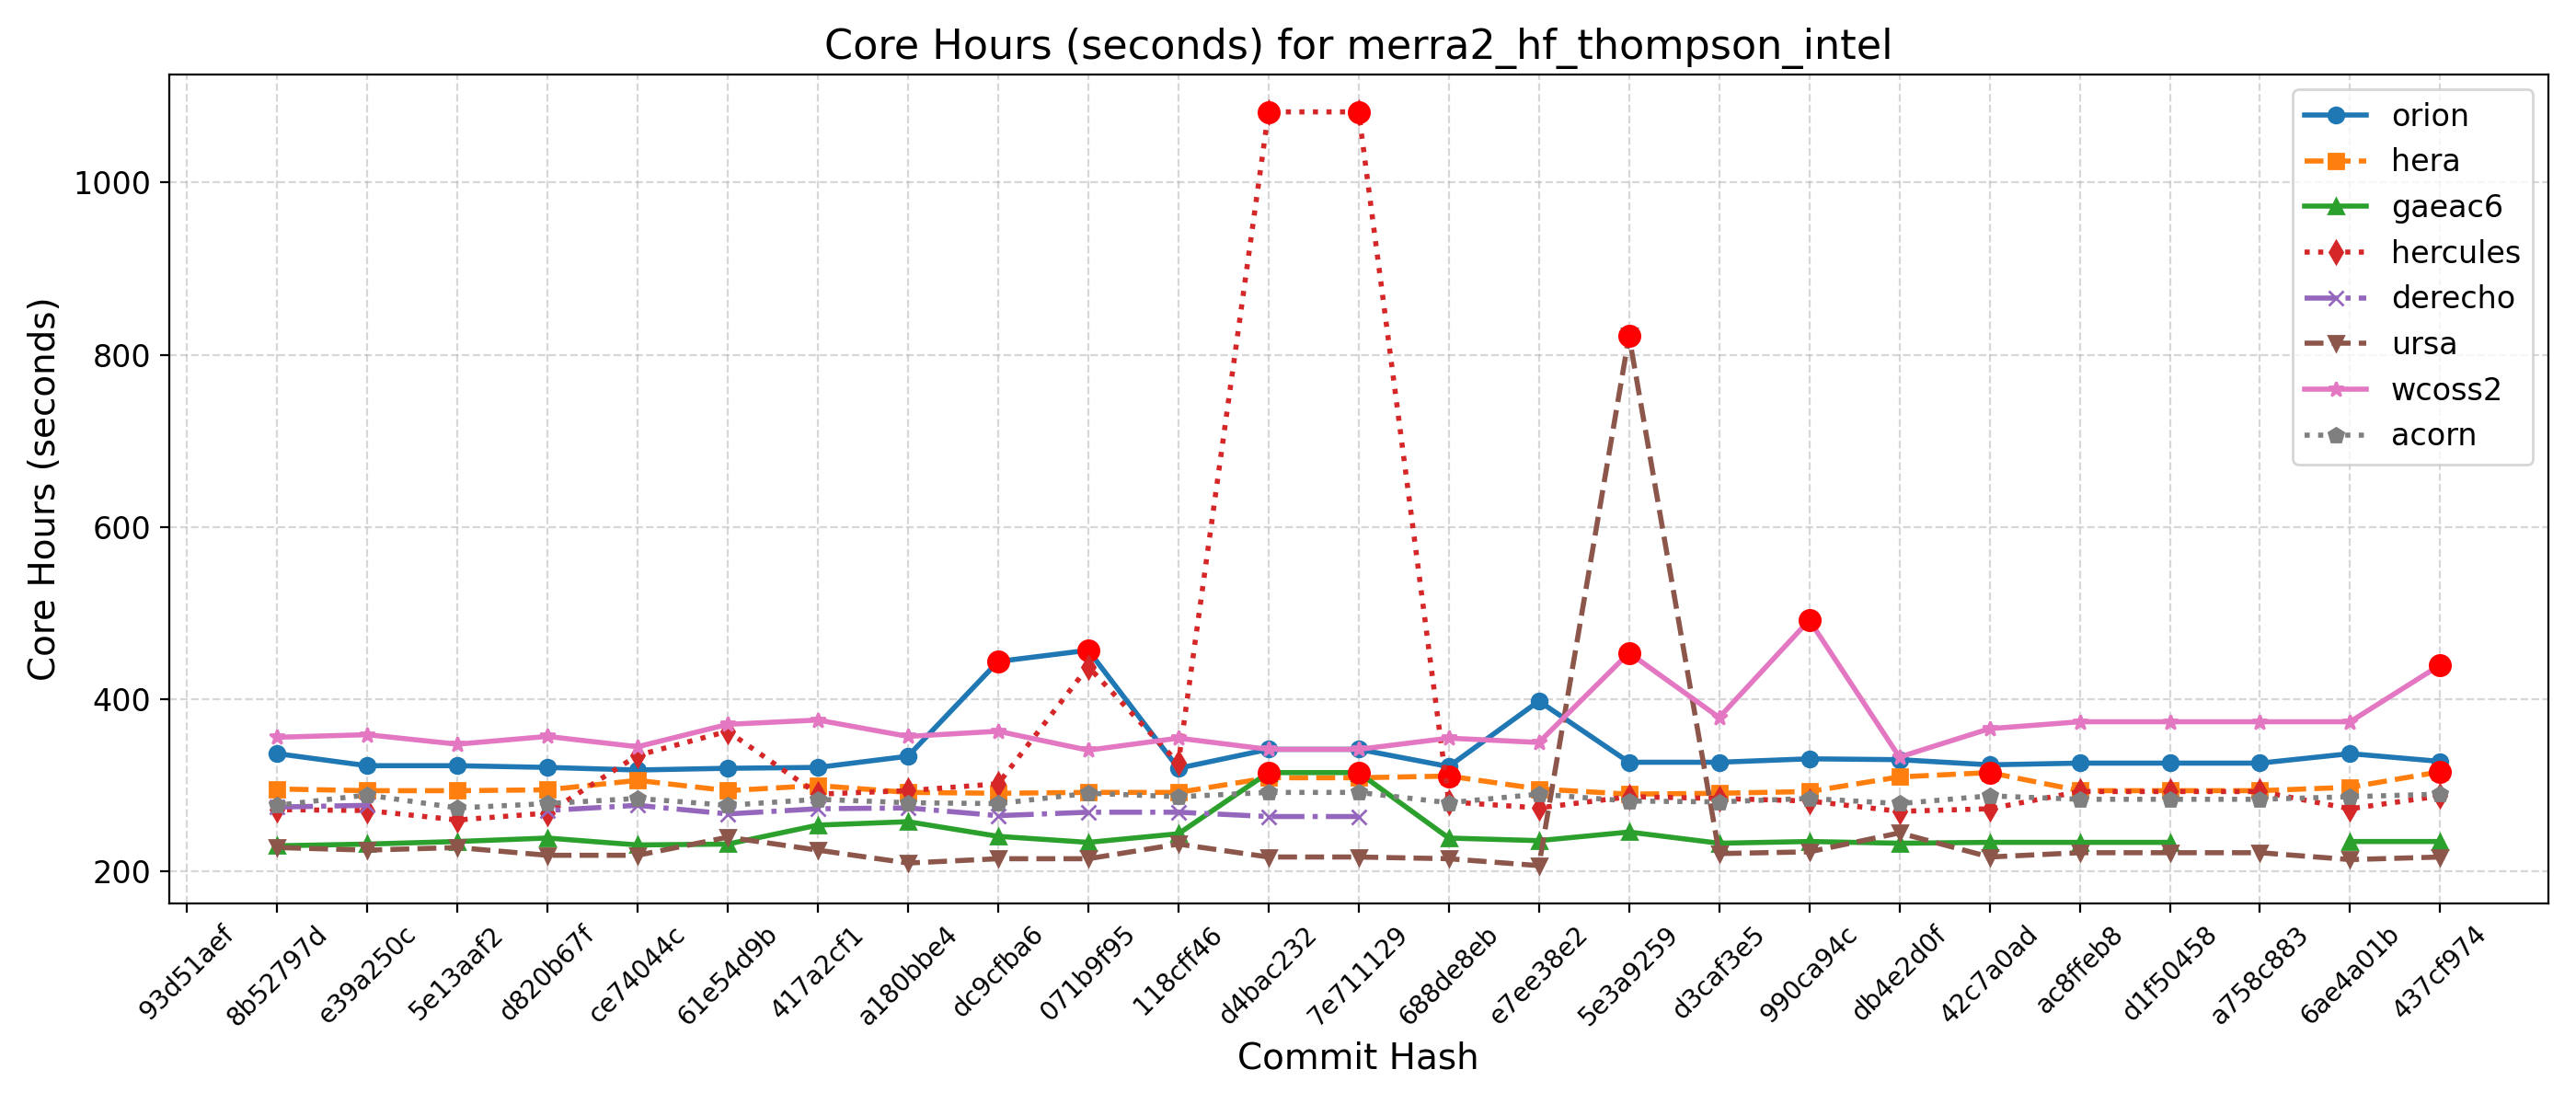 Core Hours (seconds) for merra2_hf_thompson_intel
Core Hours (seconds)
1000
800
600
400
200
orion
hera
gaeac6
hercules
derecho
ursa
wcoss2
acorn
93d51aef
8b52797d
e39a250c
5e13aaf2
d820b67f
ce74044c
61e54d9b
417a2cf1
a180bbe4
dc9cfba6
071b9f95
118cff46
d4bac232
7e711129
688de8eb
e7ee38e2
5e3a9259
d3caf3e5
990ca94c
db4e2d0f
42c7a0ad
ac8ffeb8
d1f50458
a758c883
6ae4a01b
437cf974
Commit Hash